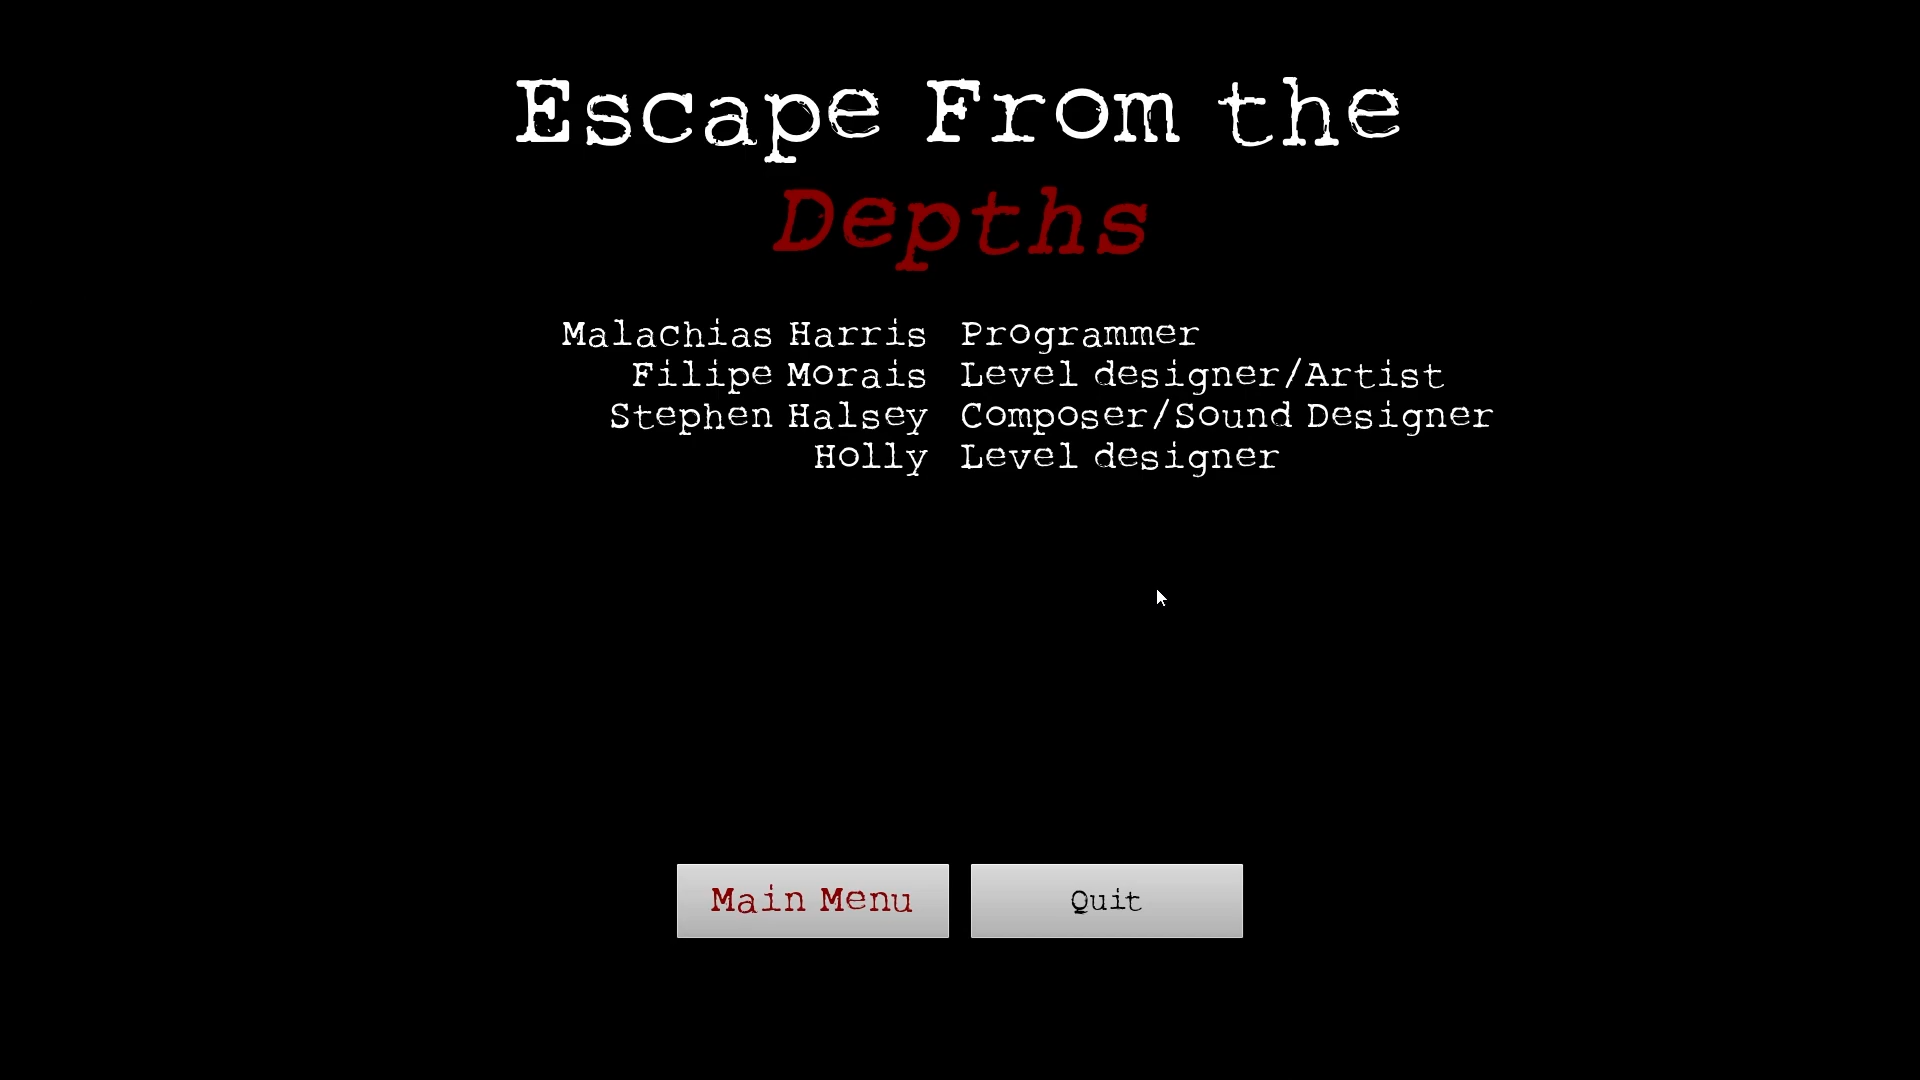 Escape From the
Depths
Malachias Harris Programmer
Filipe Morais Level designer/Artist
Stephen Halsey Composer/Sound Designer
Holly Level designer
Main Menu
Quit